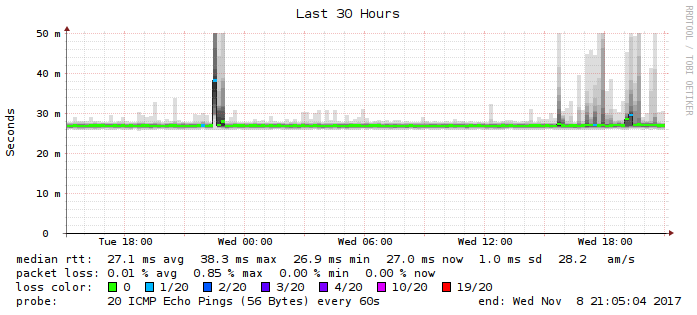 Last 30 Hours
RRDTOOL / TOBI OETIKER
Seconds
50 m
40 m
30 m
20 m
10 m
0
Tue 18:00 Wed 00:00 Wed 06:00 Wed 12:00 Wed 18:00
median rtt: 27.1 ms avg 38.3 ms max 26.9 ms min 27.0 ms now 1.0 ms sd 28.2 am/s
packet loss: 0.01 % avg 0.85 % max 0.00 % min 0.00 % now
loss color: 0 1/20 2/20 3/20 4/20 10/20 19/20
probe: 20 ICMP Echo Pings (56 Bytes) every 60s end: Wed Nov 8 21:05:04 2017